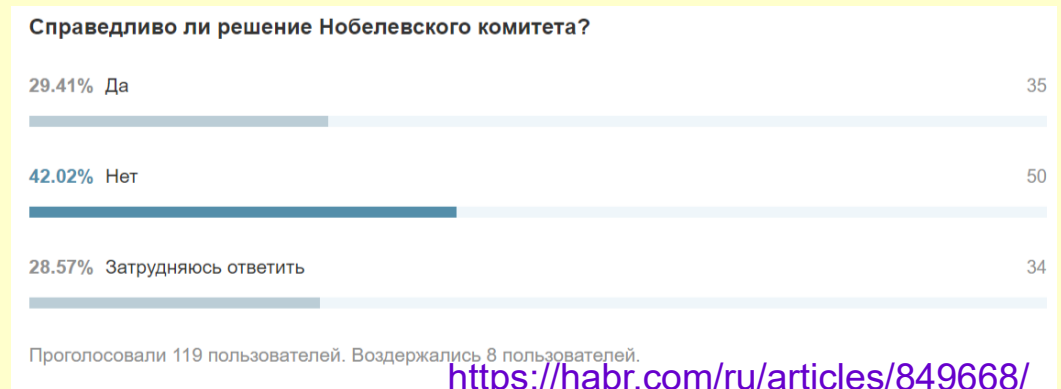 Справедливо ли решение Нобелевского комитета?
29.41% Да 35
42.02% Нет 50
28.57% Затрудняюсь ответить 34
Проголосовали 119 пользователей. Воздержались 8 пользователей.
https://habr.com/ru/articles/849668/